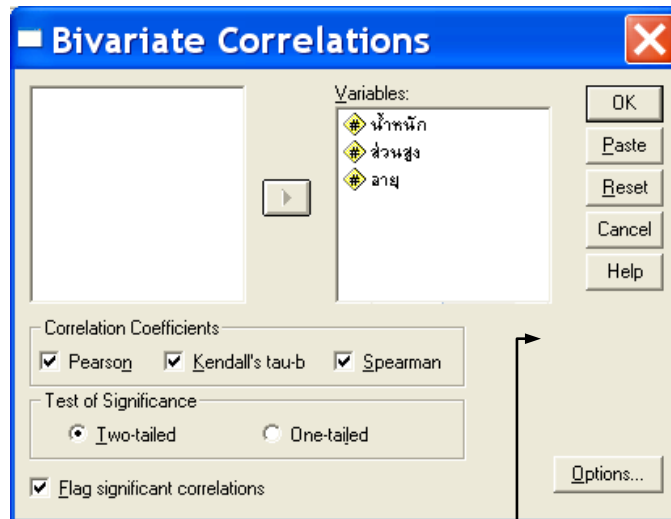 Bivariate Correlations
Variables:
น้ำหนัก
ส่วนสูง
อายุ
OK
Paste
Reset
Cancel
Help
Correlation Coefficients
Pearson Kendall's tau-b Spearman
Test of Significance
Two-tailed One-tailed
Flag significant correlations
Options...